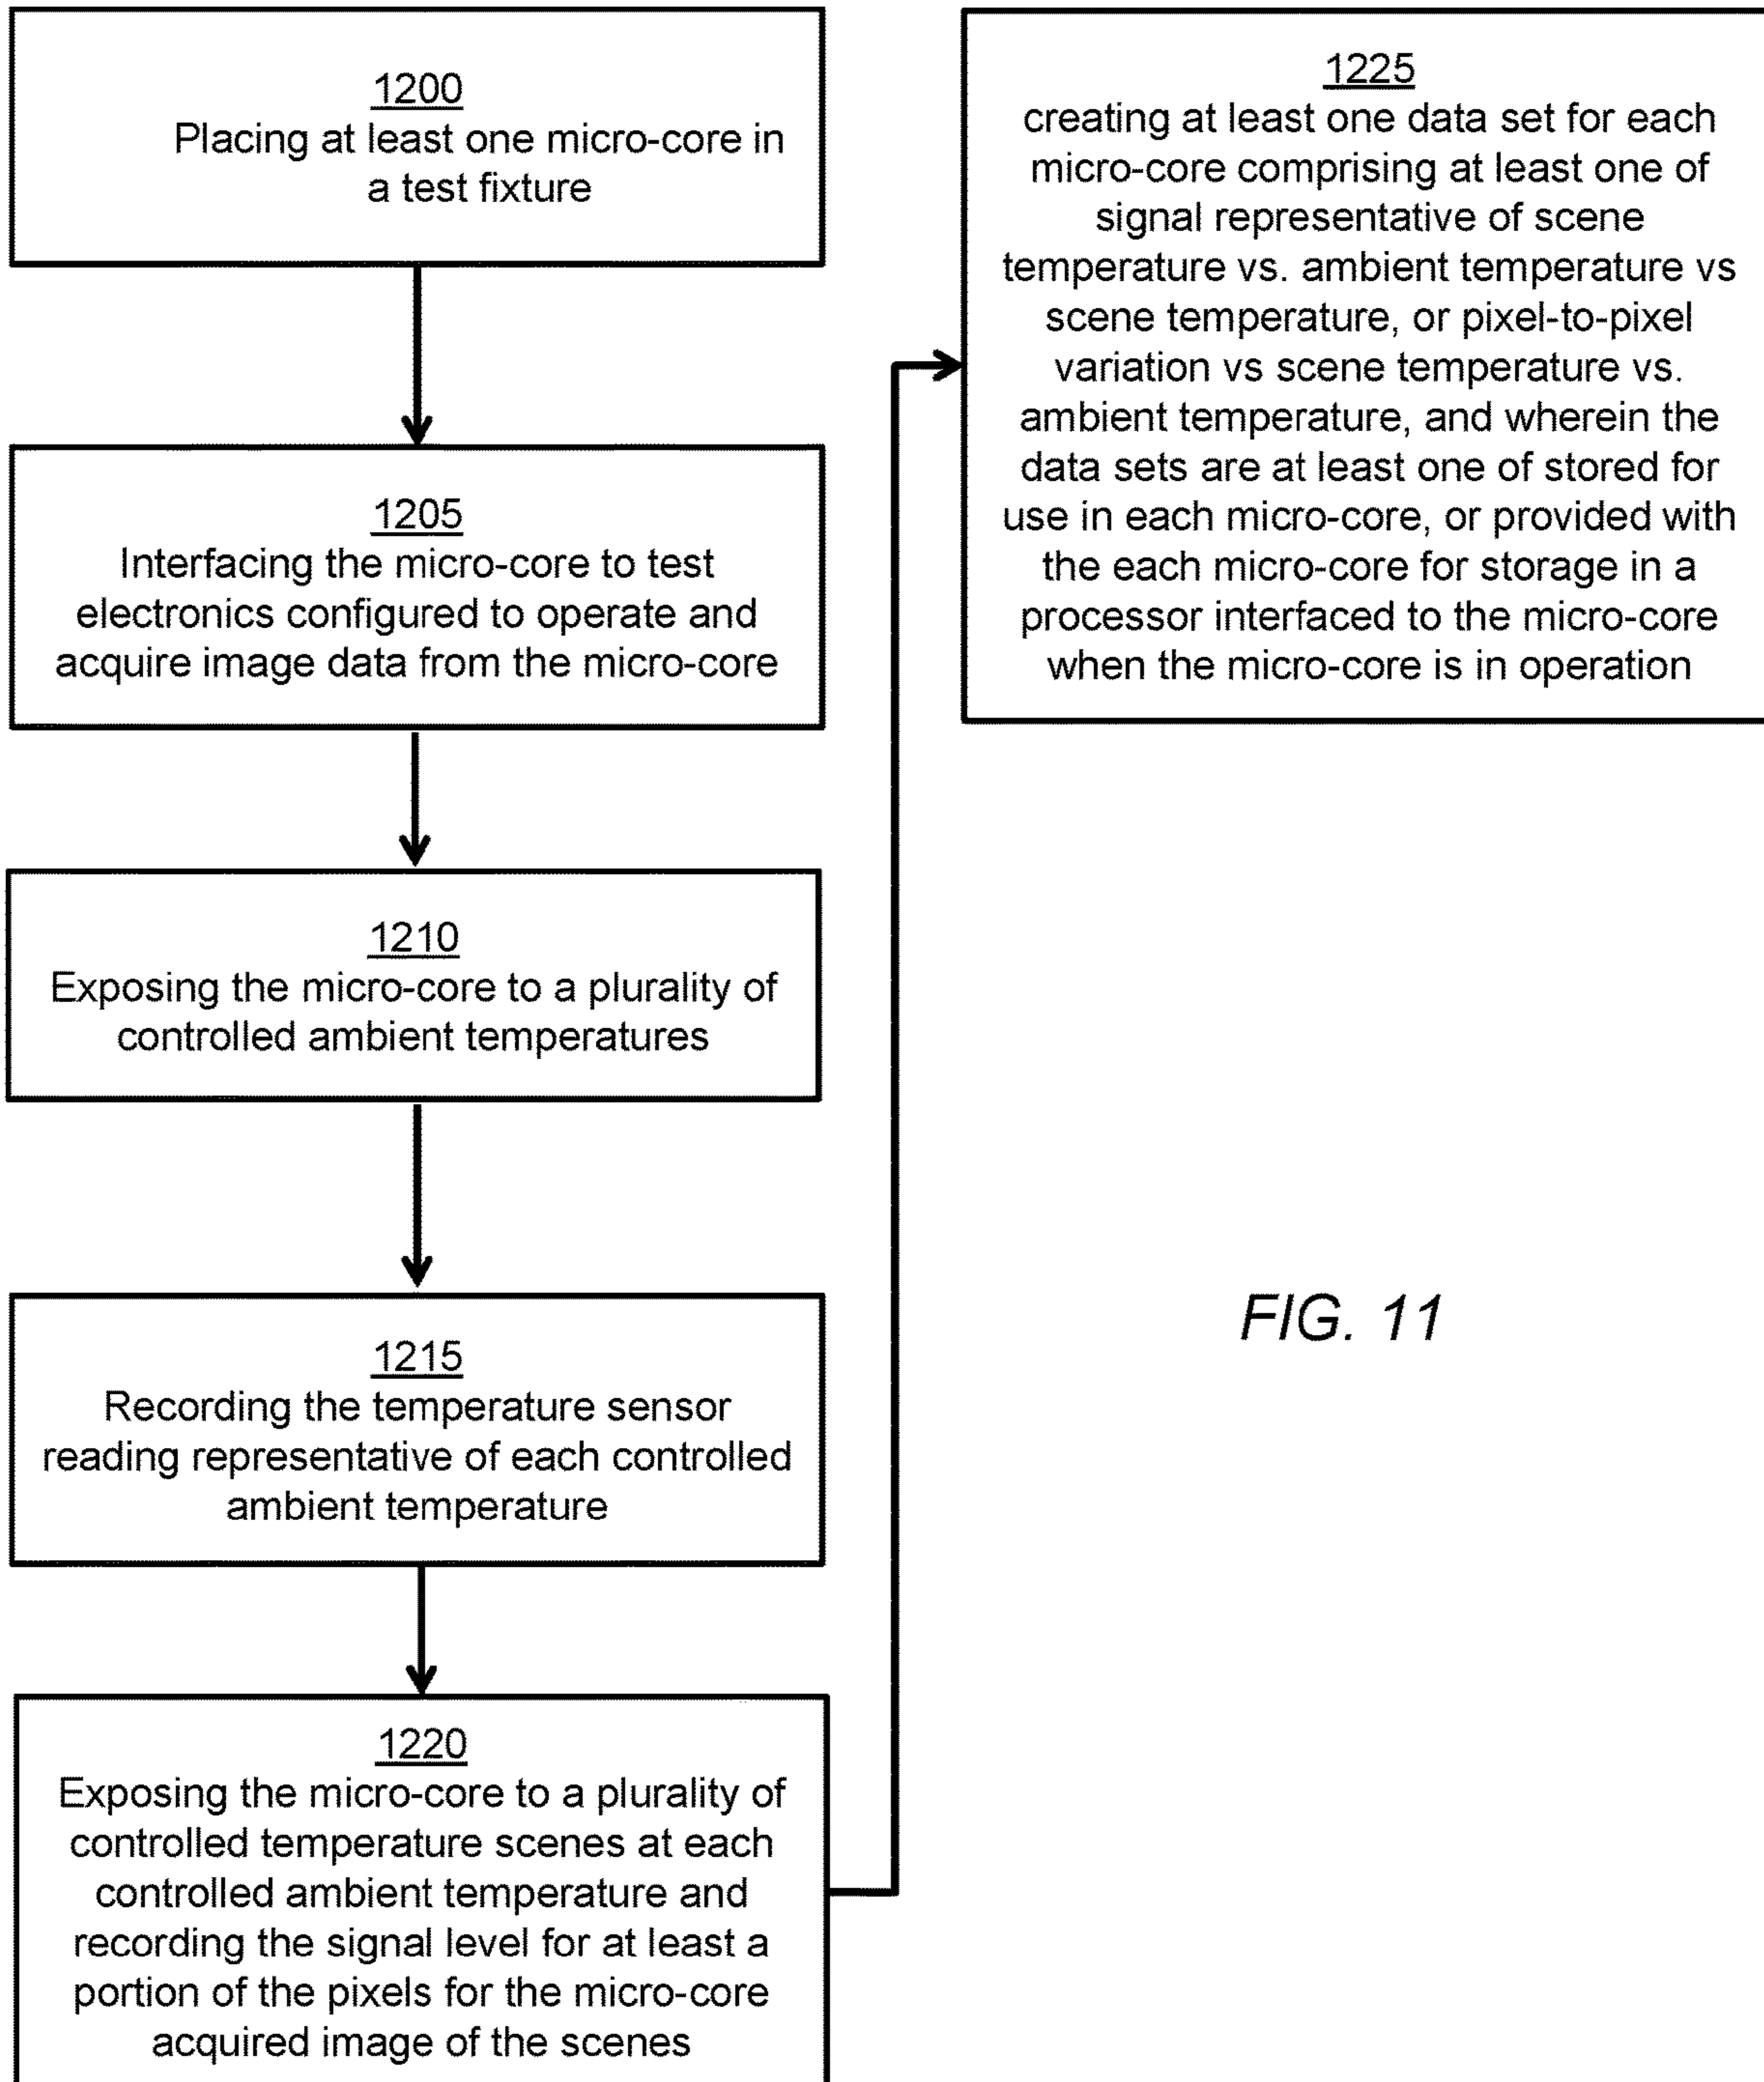 1200
Placing at least one micro-core in
a test fixture
1205
Interfacing the micro-core to test
electronics configured to operate and
acquire image data from the micro-core
1210
Exposing the micro-core to a plurality of
controlled ambient temperatures
1215
Recording the temperature sensor
reading representative of each controlled
ambient temperature
1220
Exposing the micro-core to a plurality of
controlled temperature scenes at each
controlled ambient temperature and
recording the signal level for at least a
portion of the pixels for the micro-core
acquired image of the scenes
1225
creating at least one data set for each
micro-core comprising at least one of
signal representative of scene
temperature vs. ambient temperature vs
scene temperature, or pixel-to-pixel
variation vs scene temperature vs.
ambient temperature, and wherein the
data sets are at least one of stored for
use in each micro-core, or provided with
the each micro-core for storage in a
processor interfaced to the micro-core
when the micro-core is in operation
FIG. 11